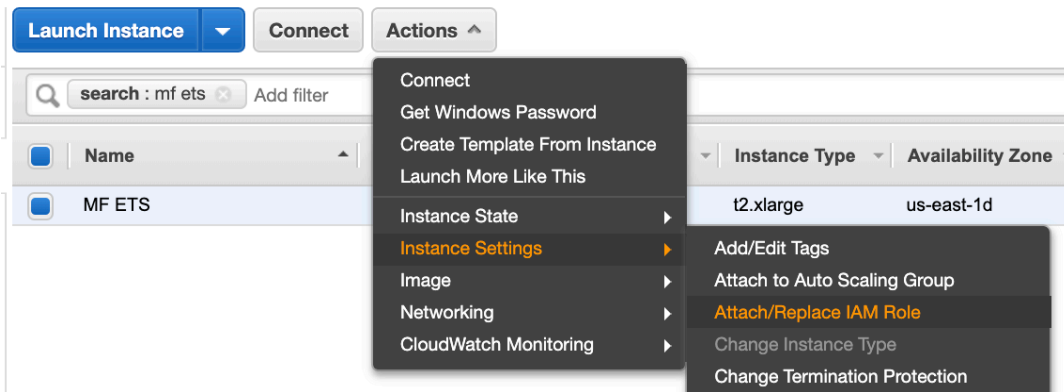 Launch Instance Connect Actions
search : mf ets Add filter
Connect
Get Windows Password
Create Template From Instance
Launch More Like This
Instance State
Instance Settings
Image
Networking
CloudWatch Monitoring
Name Instance Type Availability Zone
MF ETS t2.xlarge us-east-1d
Add/Edit Tags
Attach to Auto Scaling Group
Attach/Replace IAM Role
Change Instance Type
Change Termination Protection